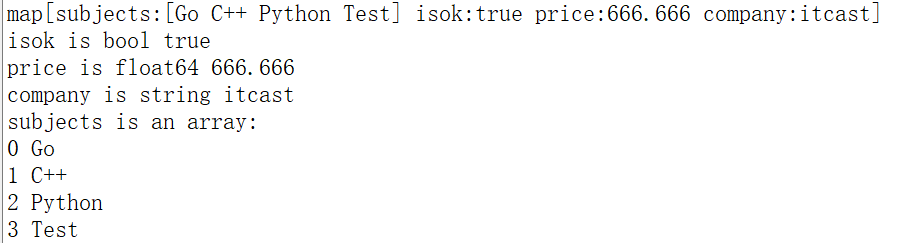 map[subjects:[Go C++ Python Test] isok:true price:666.666 company:itcast]
isok is bool true
price is float64 666.666
company is string itcast
subjects is an array:
0 Go
1 C++
2 Python
3 Test